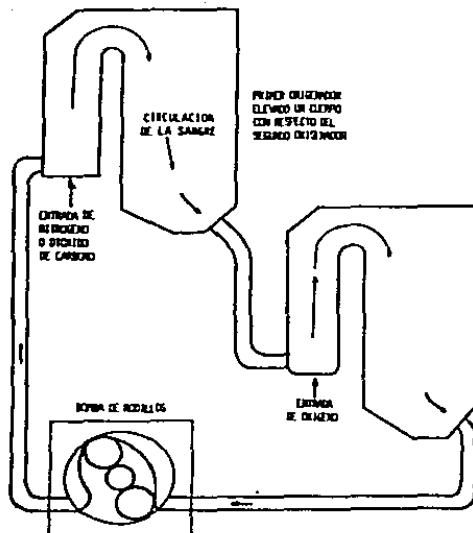 PRIMER OXIGENADOR
ELEVADO UN CUERPO
CON RESPECTO DEL
SEGUNDO OXIGENADOR
CIRCULACION
DE LA SANGRE
ENTRADA DE
NITROGENO
O DIOXIDO
DE CARBONO
ENTRADA
DE OXIGENO
BOMBA DE RODILLOS